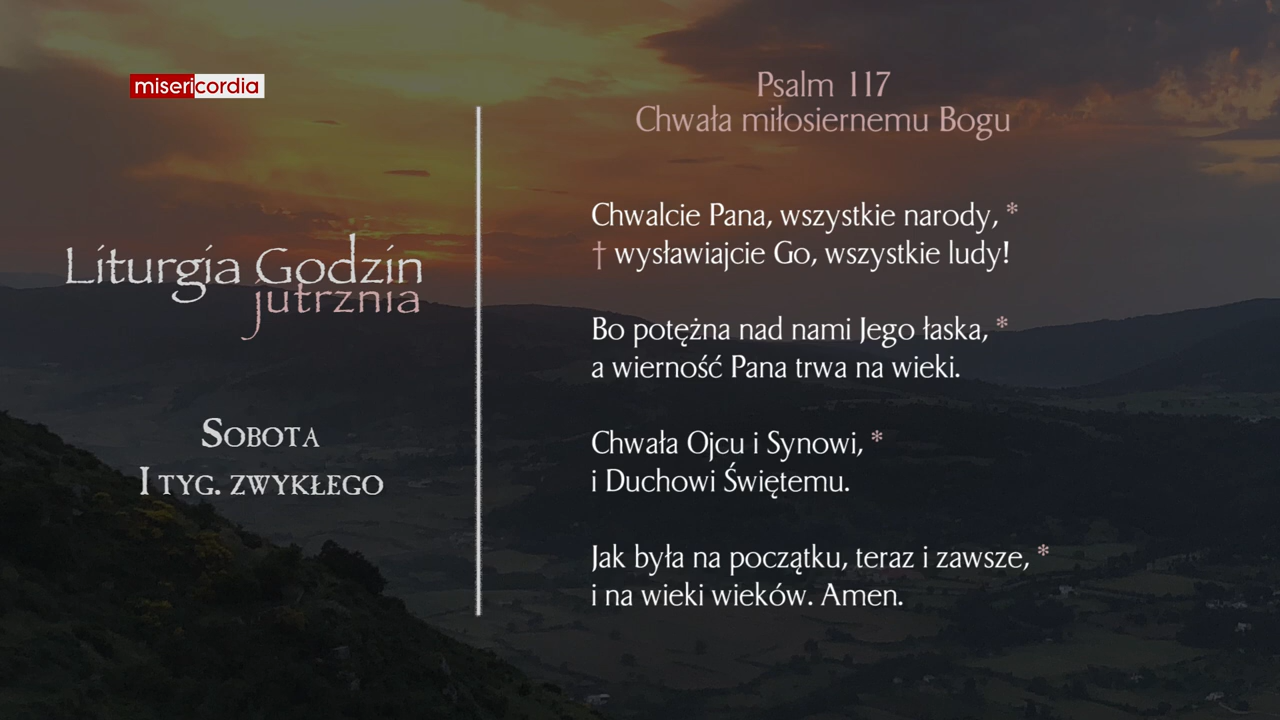 misericordia
Liturgia Godzin
jutrznia
Sobota
I tyg. zwykłego
Psalm 117
Chwała miłosiernemu Bogu
Chwalcie Pana, wszystkie narody, *
† wysławiajcie Go, wszystkie ludy!
Bo potężna nad nami Jego łaska, *
a wierność Pana trwa na wieki.
Chwała Ojcu i Synowi, *
i Duchowi Świętemu.
Jak była na początku, teraz i zawsze, *
i na wieki wieków. Amen.